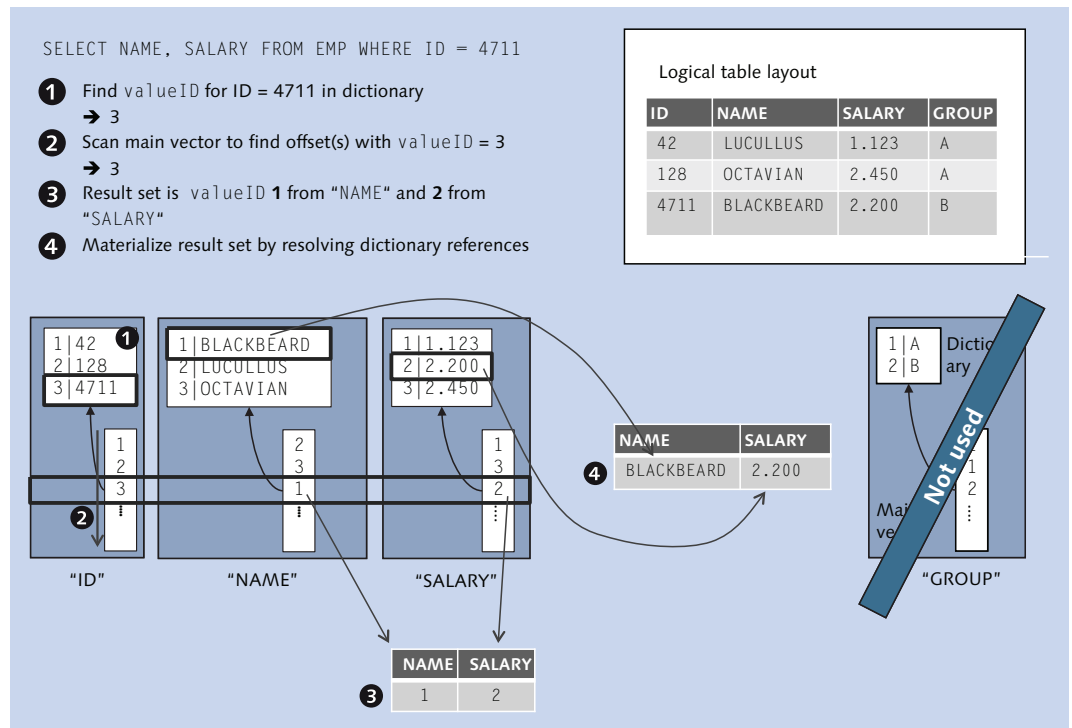 SELECT NAME, SALARY FROM EMP WHERE ID = 4711
1 Find valueID for ID = 4711 in dictionary
➔ 3
2 Scan main vector to find offset(s) with valueID = 3
➔ 3
3 Result set is valueID 1 from “NAME“ and 2 from
“SALARY“
4 Materialize result set by resolving dictionary references
Logical table layout
ID NAME SALARY GROUP
42 LUCULLUS 1.123 A
128 OCTAVIAN 2.450 A
4711 BLACKBEARD 2.200 B
1|42
2|128
3|4711
1
1
2
3
⋮
2
"ID"
1|BLACKBEARD
2|LUCULLUS
3|OCTAVIAN
2
3
1
⋮
"NAME"
1|1.123
2|2.200
3|2.450
1
3
2
⋮
"SALARY"
NAME SALARY
4 BLACKBEARD 2.200
1|A
2|B
Not used
1
2
⋮
"GROUP"
NAME SALARY
3 1 2